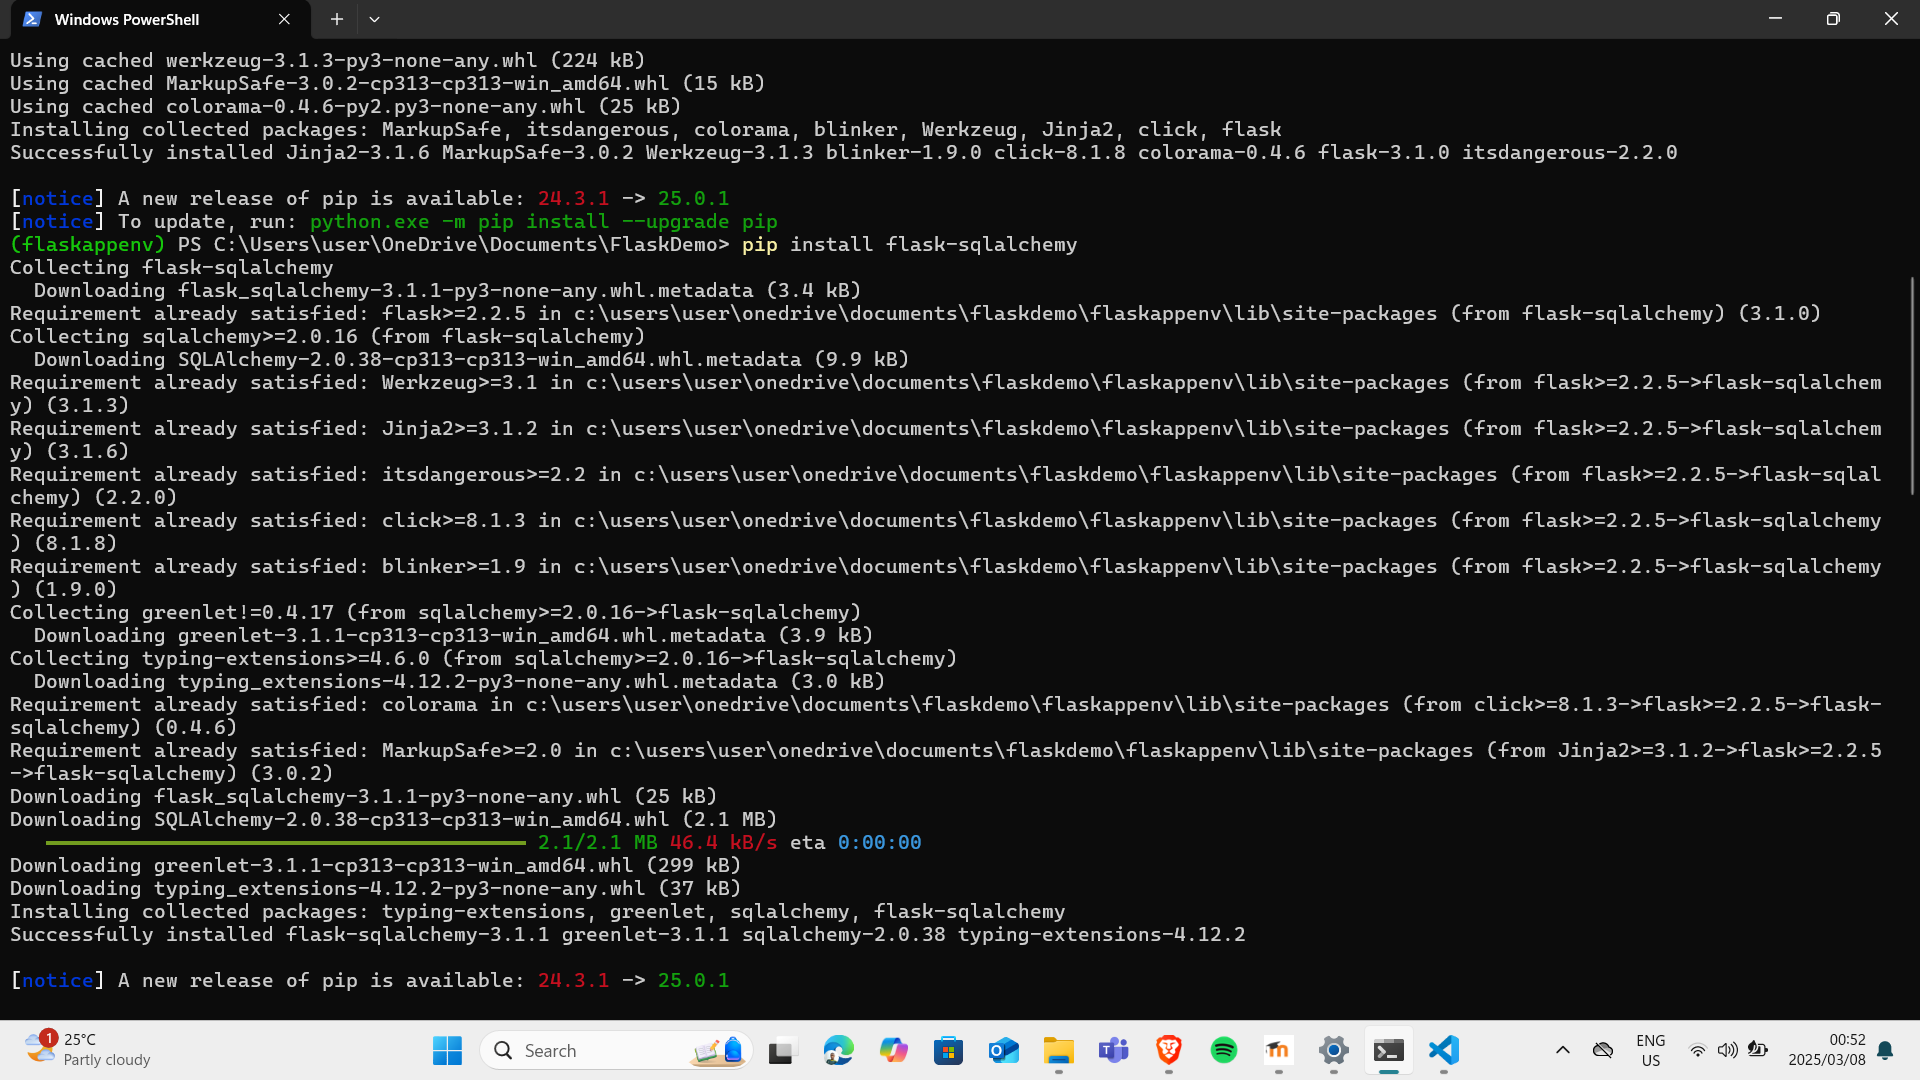 Windows PowerShell
Using cached werkzeug-3.1.3-py3-none-any.whl (224 kB)
Using cached MarkupSafe-3.0.2-cp313-cp313-win_amd64.whl (15 kB)
Using cached colorama-0.4.6-py2.py3-none-any.whl (25 kB)
Installing collected packages: MarkupSafe, itsdangerous, colorama, blinker, Werkzeug, Jinja2, click, flask
Successfully installed Jinja2-3.1.6 MarkupSafe-3.0.2 Werkzeug-3.1.3 blinker-1.9.0 click-8.1.8 colorama-0.4.6 flask-3.1.0 itsdangerous-2.2.0
[notice] A new release of pip is available: 24.3.1 -> 25.0.1
[notice] To update, run: python.exe -m pip install --upgrade pip
(flaskappenv) PS C:\Users\user\OneDrive\Documents\FlaskDemo> pip install flask-sqlalchemy
Collecting flask-sqlalchemy
  Downloading flask_sqlalchemy-3.1.1-py3-none-any.whl.metadata (3.4 kB)
Requirement already satisfied: flask>=2.2.5 in c:\users\user\onedrive\documents\flaskdemo\flaskappenv\lib\site-packages (from flask-sqlalchemy) (3.1.0)
Collecting sqlalchemy>=2.0.16 (from flask-sqlalchemy)
  Downloading SQLAlchemy-2.0.38-cp313-cp313-win_amd64.whl.metadata (9.9 kB)
Requirement already satisfied: Werkzeug>=3.1 in c:\users\user\onedrive\documents\flaskdemo\flaskappenv\lib\site-packages (from flask>=2.2.5->flask-sqlalchem
y) (3.1.3)
Requirement already satisfied: Jinja2>=3.1.2 in c:\users\user\onedrive\documents\flaskdemo\flaskappenv\lib\site-packages (from flask>=2.2.5->flask-sqlalchem
y) (3.1.6)
Requirement already satisfied: itsdangerous>=2.2 in c:\users\user\onedrive\documents\flaskdemo\flaskappenv\lib\site-packages (from flask>=2.2.5->flask-sqlal
chemy) (2.2.0)
Requirement already satisfied: click>=8.1.3 in c:\users\user\onedrive\documents\flaskdemo\flaskappenv\lib\site-packages (from flask>=2.2.5->flask-sqlalchemy
) (8.1.8)
Requirement already satisfied: blinker>=1.9 in c:\users\user\onedrive\documents\flaskdemo\flaskappenv\lib\site-packages (from flask>=2.2.5->flask-sqlalchemy
) (1.9.0)
Collecting greenlet!=0.4.17 (from sqlalchemy>=2.0.16->flask-sqlalchemy)
  Downloading greenlet-3.1.1-cp313-cp313-win_amd64.whl.metadata (3.9 kB)
Collecting typing-extensions>=4.6.0 (from sqlalchemy>=2.0.16->flask-sqlalchemy)
  Downloading typing_extensions-4.12.2-py3-none-any.whl.metadata (3.0 kB)
Requirement already satisfied: colorama in c:\users\user\onedrive\documents\flaskdemo\flaskappenv\lib\site-packages (from click>=8.1.3->flask>=2.2.5->flask-
sqlalchemy) (0.4.6)
Requirement already satisfied: MarkupSafe>=2.0 in c:\users\user\onedrive\documents\flaskdemo\flaskappenv\lib\site-packages (from Jinja2>=3.1.2->flask>=2.2.5
->flask-sqlalchemy) (3.0.2)
Downloading flask_sqlalchemy-3.1.1-py3-none-any.whl (25 kB)
Downloading SQLAlchemy-2.0.38-cp313-cp313-win_amd64.whl (2.1 MB)
2.1/2.1 MB 46.4 kB/s eta 0:00:00
Downloading greenlet-3.1.1-cp313-cp313-win_amd64.whl (299 kB)
Downloading typing_extensions-4.12.2-py3-none-any.whl (37 kB)
Installing collected packages: typing-extensions, greenlet, sqlalchemy, flask-sqlalchemy
Successfully installed flask-sqlalchemy-3.1.1 greenlet-3.1.1 sqlalchemy-2.0.38 typing-extensions-4.12.2
[notice] A new release of pip is available: 24.3.1 -> 25.0.1
1
25°C
Partly cloudy
Search
ENG
US
00:52
2025/03/08